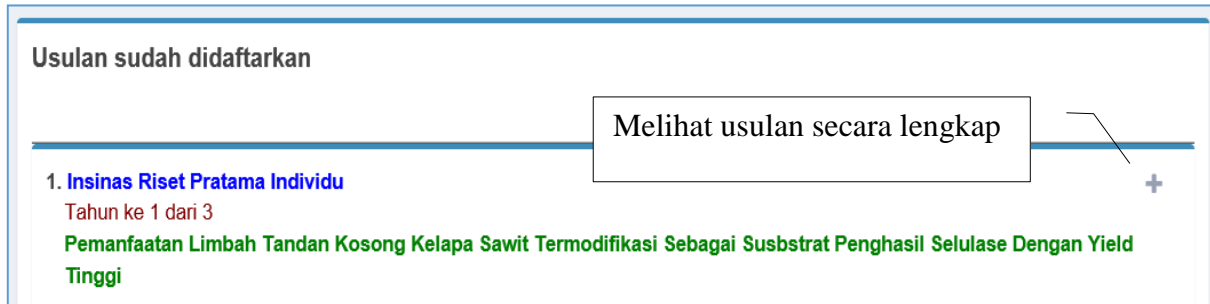 Usulan sudah didaftarkan
Melihat usulan secara lengkap
1. Insinas Riset Pratama Individu
Tahun ke 1 dari 3
Pemanfaatan Limbah Tandan Kosong Kelapa Sawit Termodifikasi Sebagai Susbstrat Penghasil Selulase Dengan Yield
Tinggi